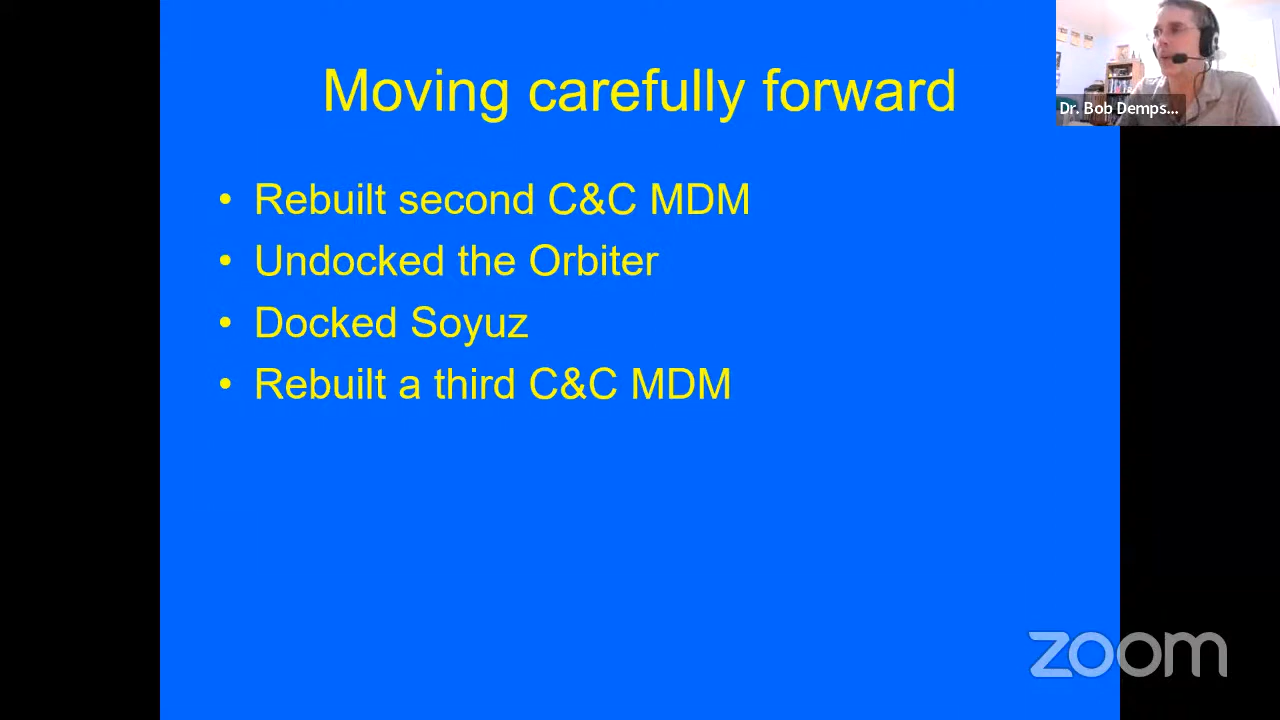 Moving carefully forward
Dr. Bob Demps...
• Rebuilt second C&C MDM
• Undocked the Orbiter
• Docked Soyuz
• Rebuilt a third C&C MDM
zoom